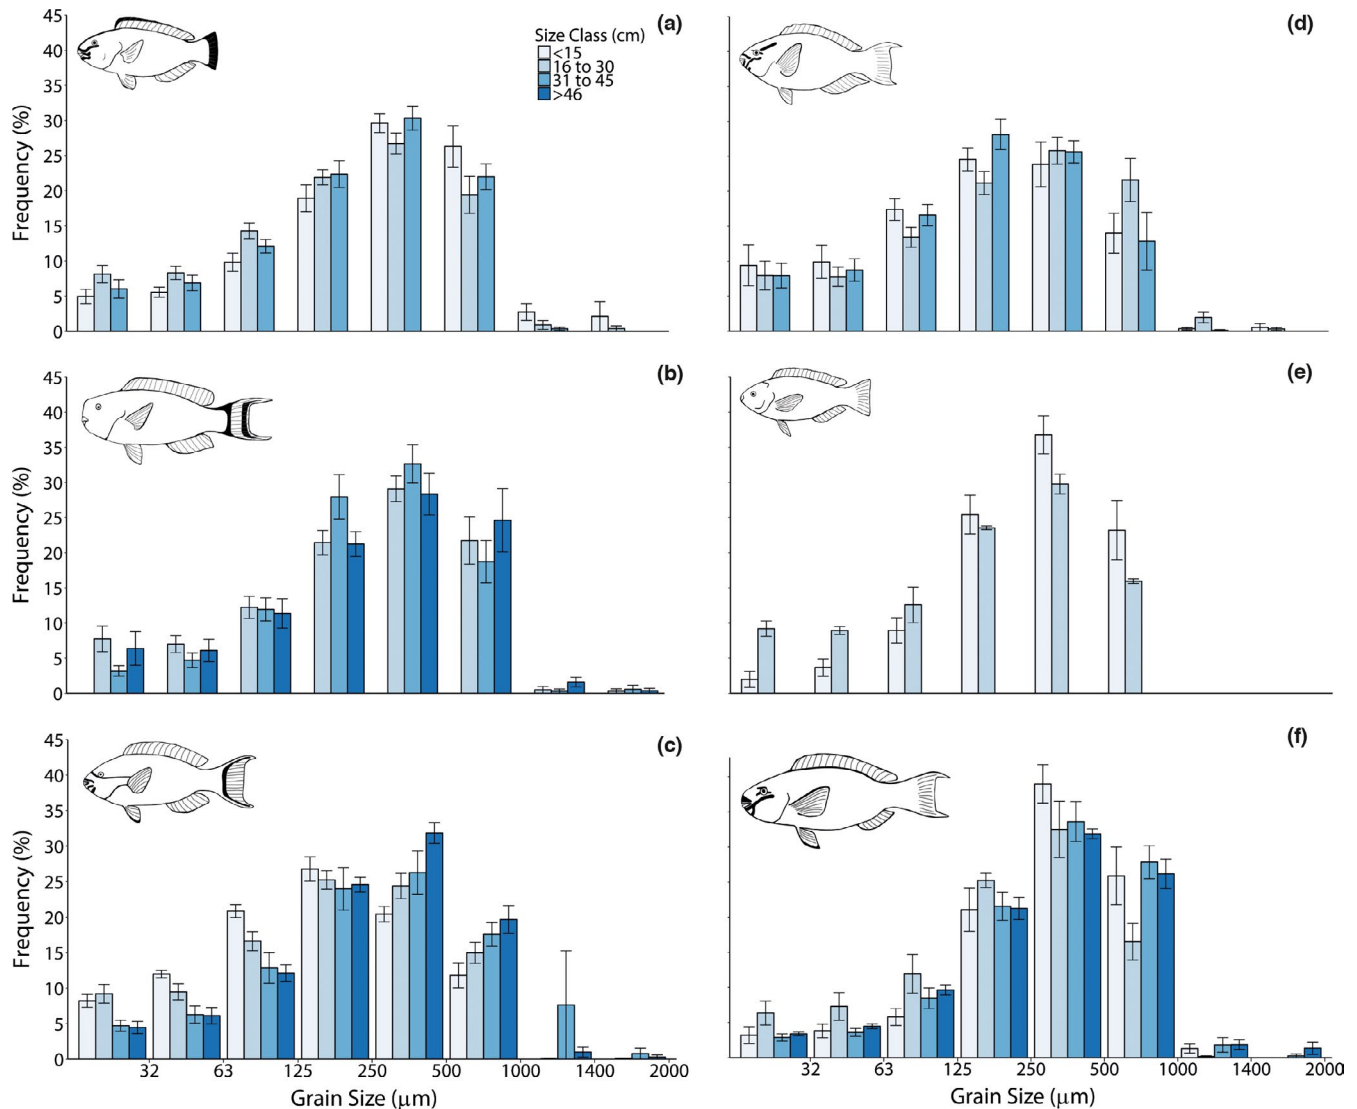 45
40
35
30
25
20
15
10
5
0
Frequency (%)
(a)
Size Class (cm)
<15
16 to 30
31 to 45
>46
(d)
Frequency (%)
45
40
35
30
25
20
15
10
5
0
(b)
(e)
Frequency (%)
45
40
35
30
25
20
15
10
5
0
(c)
(f)
32 63 125 250 500 1000 1400 2000
Grain Size (μm)
32 63 125 250 500 1000 1400 2000
Grain Size (μm)